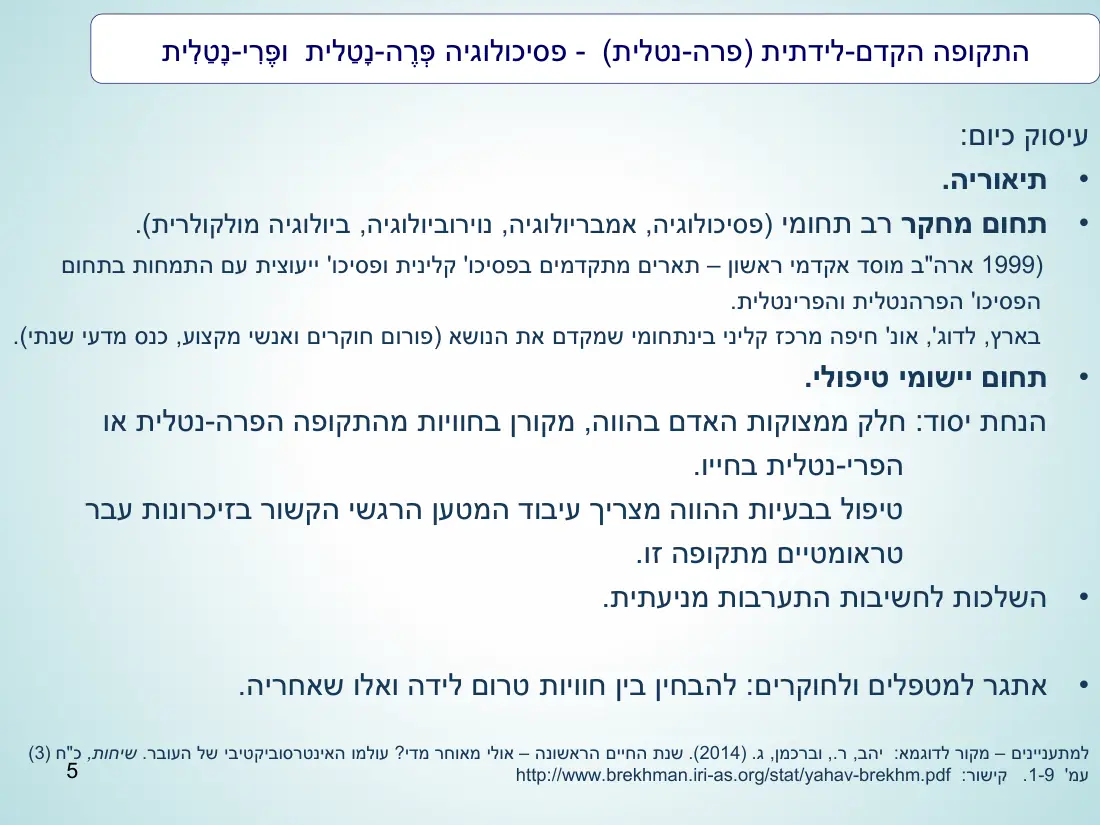 התקופה הקדם-לידתית (פרה-נטלית) - פסיכולוגיה פְּרֶה-נָטַלית ופֶּרִי-נָטַלִית
עיסוק כיום:
• תיאוריה.
• תחום מחקר רב תחומי (פסיכולוגיה, אמבריולוגיה, נוירוביולוגיה, ביולוגיה מולקולרית).
(1999 ארה"ב מוסד אקדמי ראשון – תארים מתקדמים בפסיכו' קלינית ופסיכו' ייעוצית עם התמחות בתחום
הפסיכו' הפרהנטלית והפרינטלית.
בארץ, לדוג', אונ' חיפה מרכז קליני בינתחומי שמקדם את הנושא (פורום חוקרים ואנשי מקצוע, כנס מדעי שנתי).
• תחום יישומי טיפולי.
הנחת יסוד: חלק ממצוקות האדם בהווה, מקורן בחוויות מהתקופה הפרה-נטלית או
הפרי-נטלית בחייו.
טיפול בבעיות ההווה מצריך עיבוד המטען הרגשי הקשור בזיכרונות עבר
טראומטיים מתקופה זו.
• השלכות לחשיבות התערבות מניעתית.
• אתגר למטפלים ולחוקרים: להבחין בין חוויות טרום לידה ואלו שאחריה.
למתעניינים – מקור לדוגמא: יהב, ר., וברכמן, ג. (2014). שנת החיים הראשונה – אולי מאוחר מדי? עולמו האינטרסוביקטיבי של העובר. שיחות, כ"ח (3)
עמ' 1-9. קישור: http://www.brekhman.iri-as.org/stat/yahav-brekhm.pdf
5